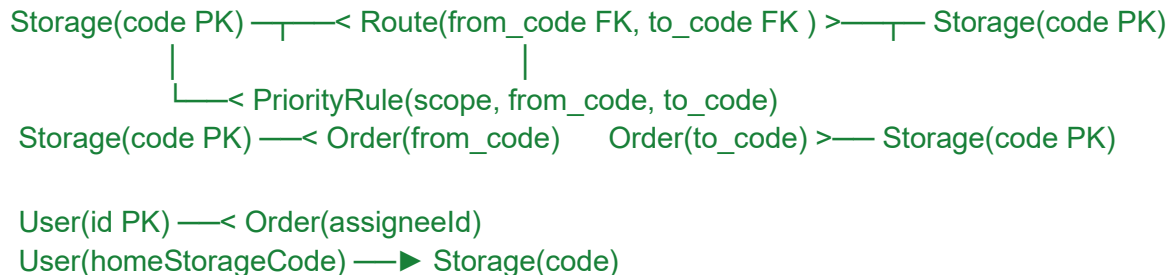 Storage(code PK) ──┬───< Route(from_code FK, to_code FK ) >───┬─ Storage(code PK)
│ │
└──< PriorityRule(scope, from_code, to_code)
Storage(code PK) ──< Order(from_code) Order(to_code) >── Storage(code PK)
User(id PK) ──< Order(assigneeId)
User(homeStorageCode) ──► Storage(code)